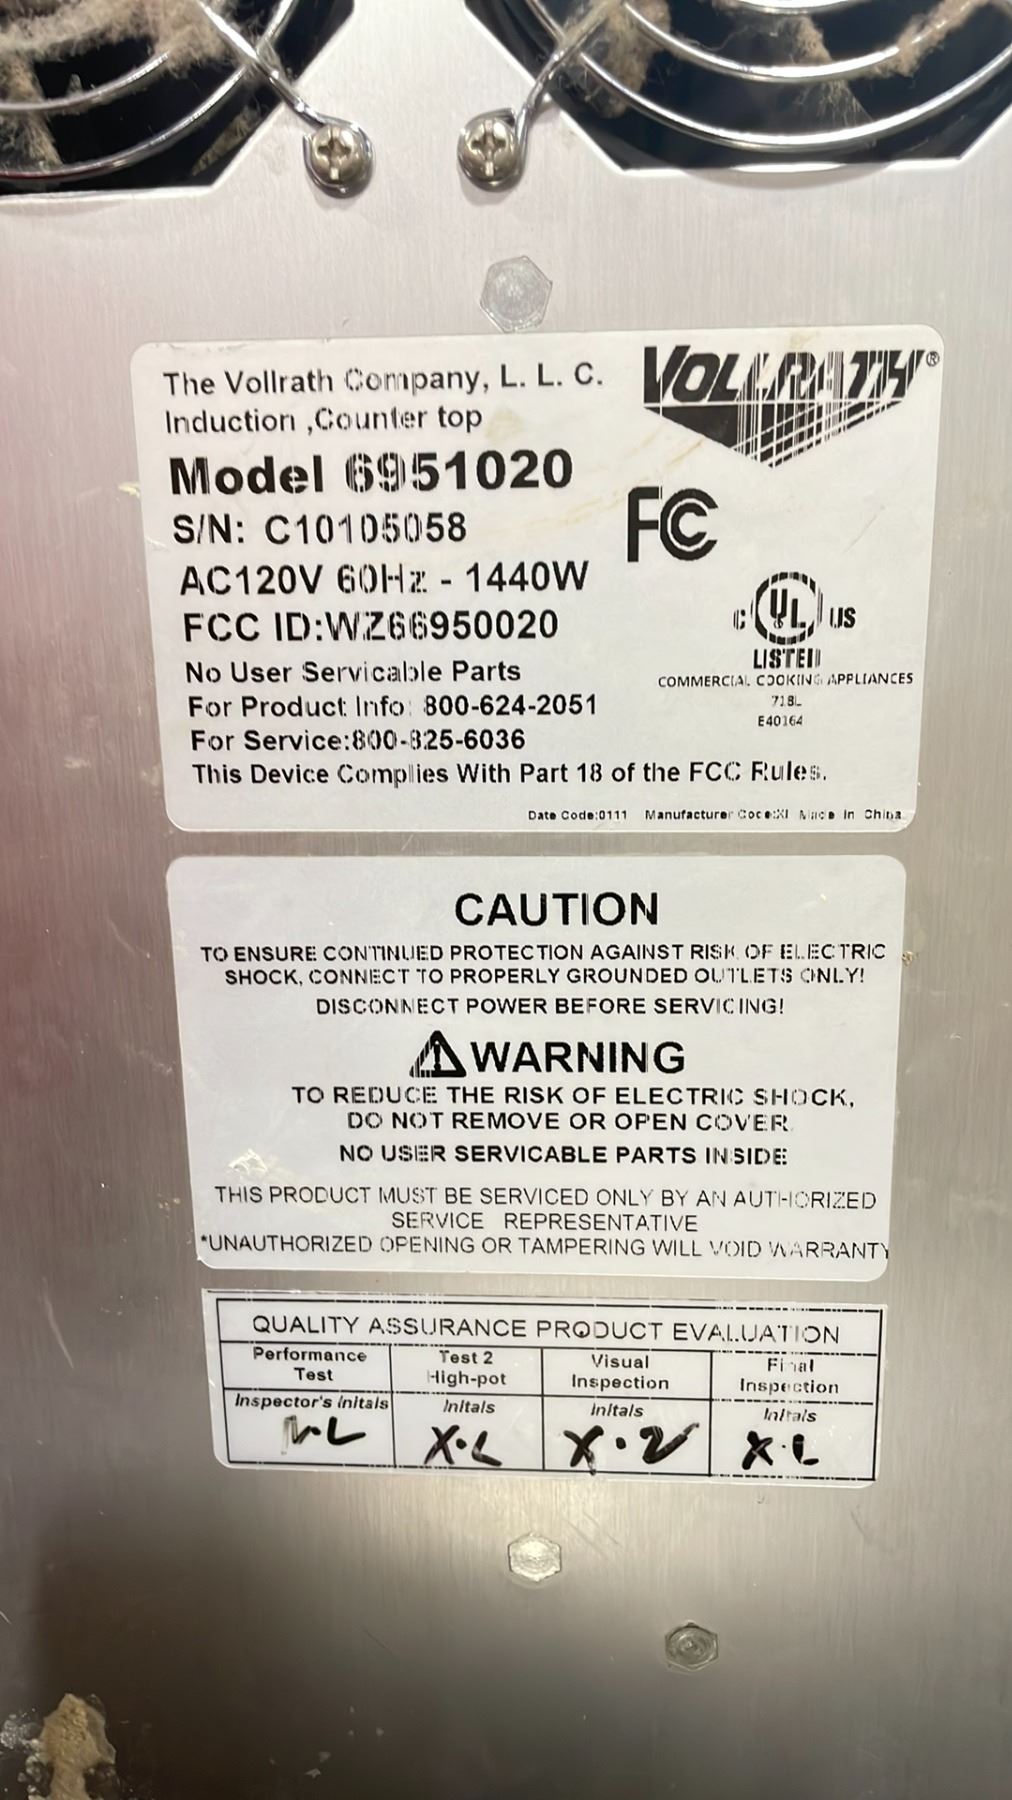 The Vollrath Company, L. L. C.
Induction ,Counter top
VOLLRATH®
Model 6951020
S/N: C10105058
AC120V 60Hz - 1440W
FCC ID:WZ66950020
FC
C UL US
LISTED
COMMERCIAL COOKING APPLIANCES
718L
E40164
No User Servicable Parts
For Product Info: 800-624-2051
For Service:800-825-6036
This Device Complies With Part 18 of the FCC Rules.
Date Code:0111 Manufacturer Code:XI Made In China
CAUTION
TO ENSURE CONTINUED PROTECTION AGAINST RISK OF ELECTRIC
SHOCK, CONNECT TO PROPERLY GROUNDED OUTLETS ONLY!
DISCONNECT POWER BEFORE SERVICING!
WARNING
TO REDUCE THE RISK OF ELECTRIC SHOCK,
DO NOT REMOVE OR OPEN COVER
NO USER SERVICABLE PARTS INSIDE
THIS PRODUCT MUST BE SERVICED ONLY BY AN AUTHORIZED
SERVICE REPRESENTATIVE
*UNAUTHORIZED OPENING OR TAMPERING WILL VOID WARRANTY
QUALITY ASSURANCE PRODUCT EVALUATION
Performance Test
Test 2 High-pot
Visual Inspection
Final Inspection
Inspector's initals
Initals
Initals
Initals
X.L
X.L